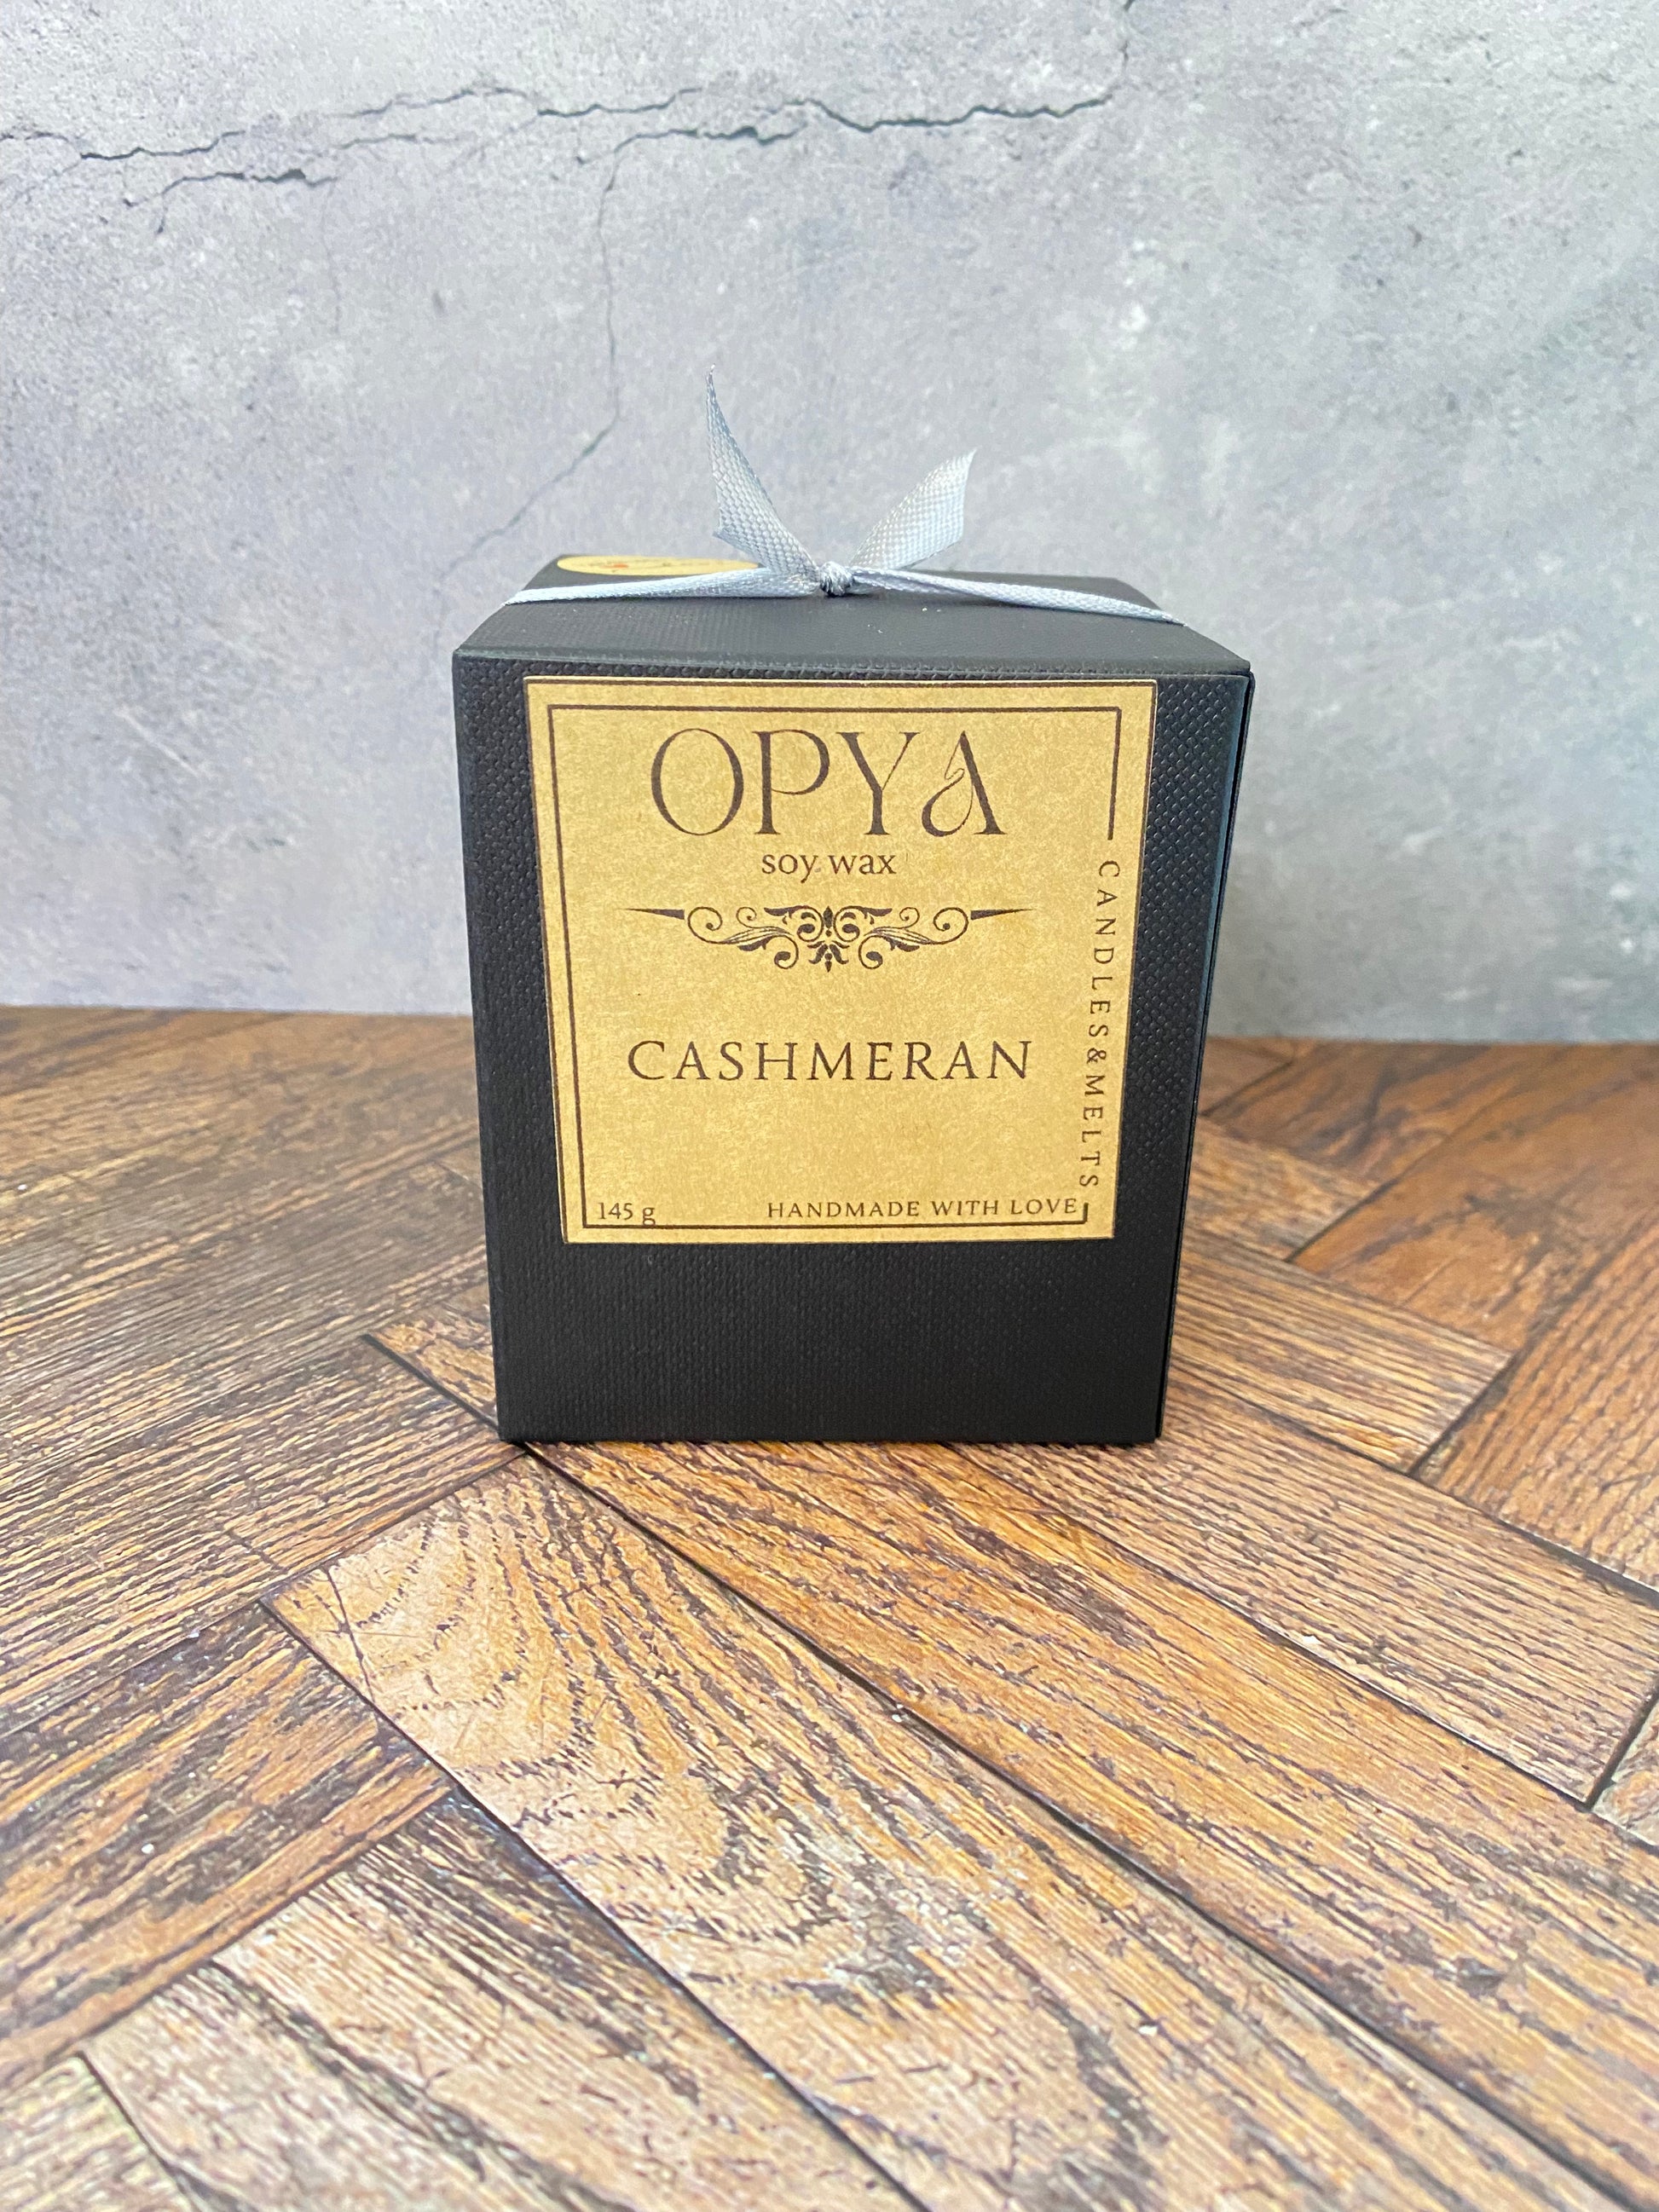 OPYA
soy wax
CASHMERAN
CANDLES&MELTS
145 g
HANDMADE WITH LOVE